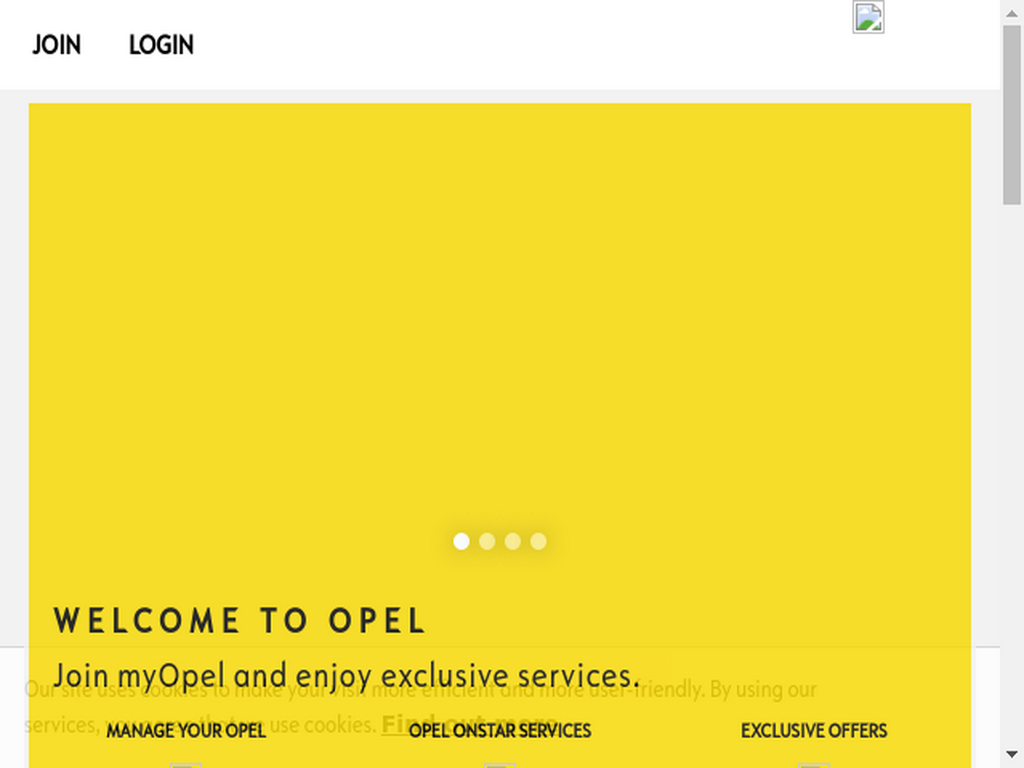 JOIN LOGIN
WELCOME TO OPEL
Join myOpel and enjoy exclusive services.
Our site uses cookies to make your visit more efficient and more user-friendly. By using our
services, you agree that we use cookies. Find out more
MANAGE YOUR OPEL OPEL ONSTAR SERVICES EXCLUSIVE OFFERS